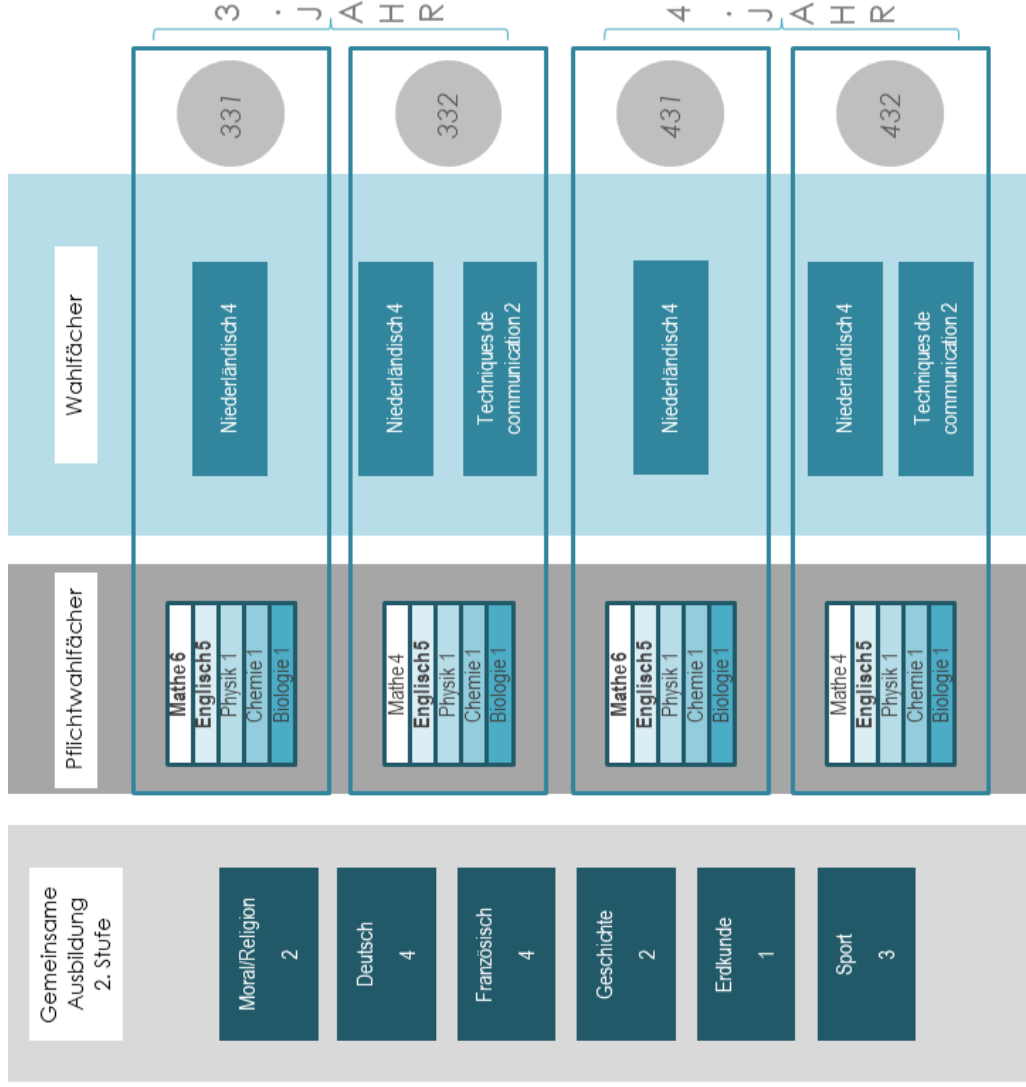 Gemeinsame
Ausbildung
2. Stufe
Moral/Religion
2
Deutsch
4
Französisch
4
Geschichte
2
Erdkunde
1
Sport
3
Pflichtwahlfächer
Mathe 6
Englisch 5
Physik 1
Chemie 1
Biologie 1
Mathe 4
Englisch 5
Physik 1
Chemie 1
Biologie 1
Mathe 6
Englisch 5
Physik 1
Chemie 1
Biologie 1
Mathe 4
Englisch 5
Physik 1
Chemie 1
Biologie 1
Wahlfächer
Niederländisch 4
Niederländisch 4
Techniques de
communication 2
Niederländisch 4
Niederländisch 4
Techniques de
communication 2
331
332
431
432
3. JAHR
4. JAHR